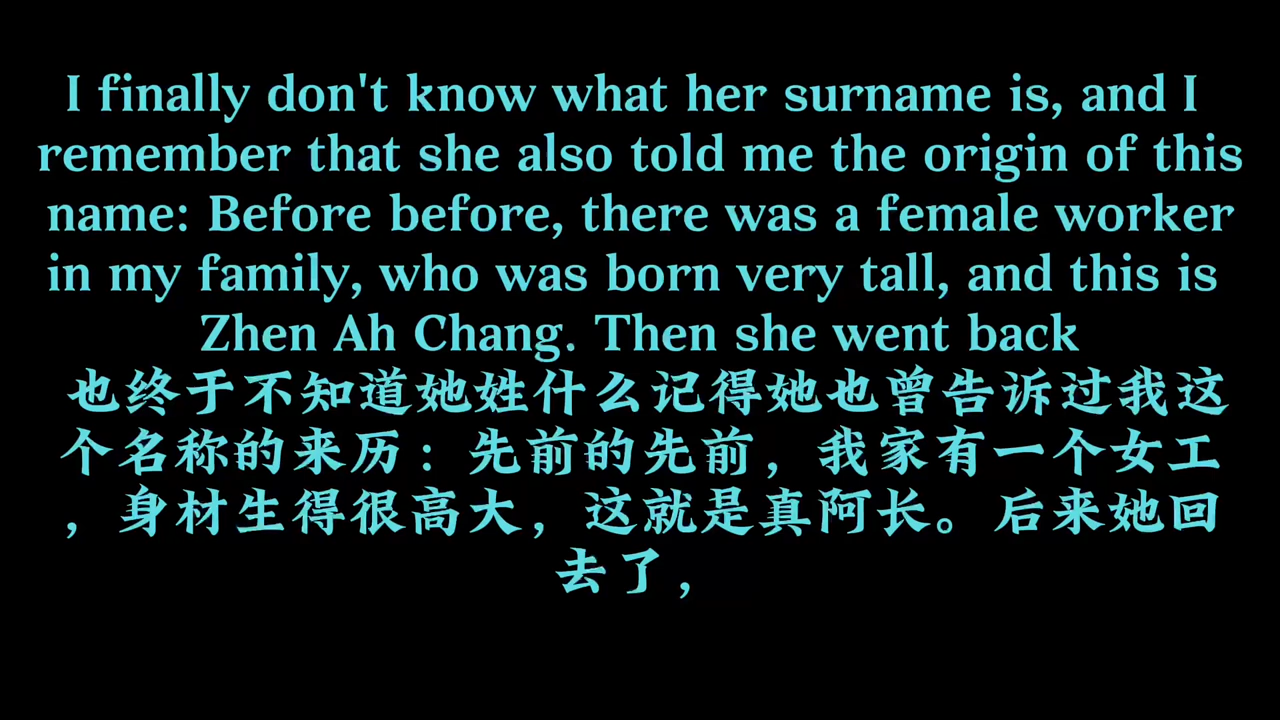 I finally don't know what her surname is, and I
remember that she also told me the origin of this
name: Before before, there was a female worker
in my family, who was born very tall, and this is
Zhen Ah Chang. Then she went back
也终于不知道她姓什么记得她也曾告诉过我这
个名称的来历：先前的先前，我家有一个女工
，身材生得很高大，这就是真阿长。后来她回
去了，